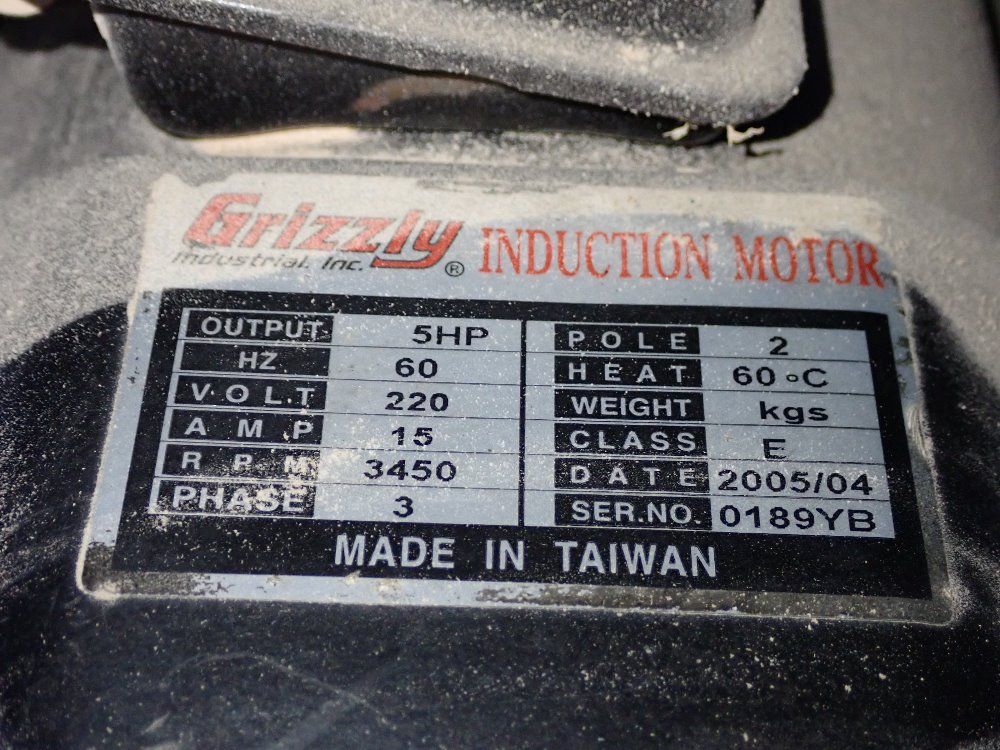 Grizzly
Industrial, Inc. ® INDUCTION MOTOR
OUTPUT 5HP POLE 2
HZ 60 HEAT 60 °C
VOLT 220 WEIGHT kgs
AMP 15 CLASS E
RPM 3450 DATE 2005/04
PHASE 3 SER.NO. 0189YB
MADE IN TAIWAN